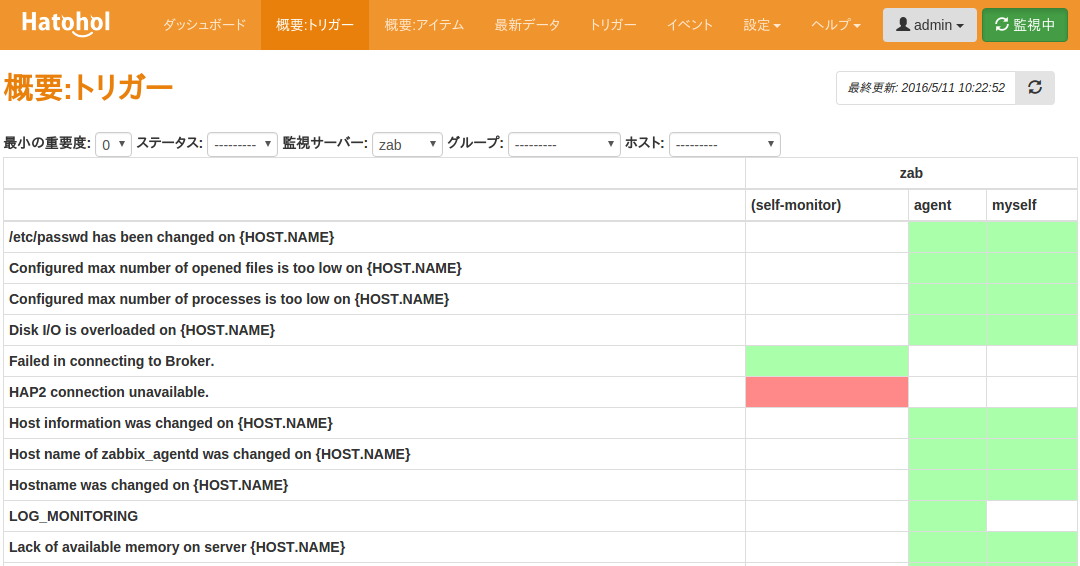 Hatohol ダッシュボード 概要:トリガー 概要:アイテム 最新データ トリガー イベント 設定 ヘルプ admin 監視中
概要:トリガー
最終更新: 2016/5/11 10:22:52
最小の重要度: 0 ステータス: --------- 監視サーバー: zab グループ: --------- ホスト: ---------
zab
(self-monitor) agent myself
/etc/passwd has been changed on {HOST.NAME}
Configured max number of opened files is too low on {HOST.NAME}
Configured max number of processes is too low on {HOST.NAME}
Disk I/O is overloaded on {HOST.NAME}
Failed in connecting to Broker.
HAP2 connection unavailable.
Host information was changed on {HOST.NAME}
Host name of zabbix_agentd was changed on {HOST.NAME}
Hostname was changed on {HOST.NAME}
LOG_MONITORING
Lack of available memory on server {HOST.NAME}